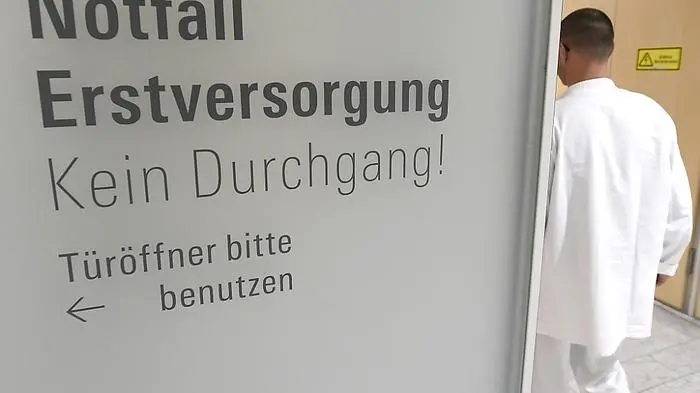 Notfall
Erstversorgung
Kein Durchgang!
Türöffner bitte
← benutzen